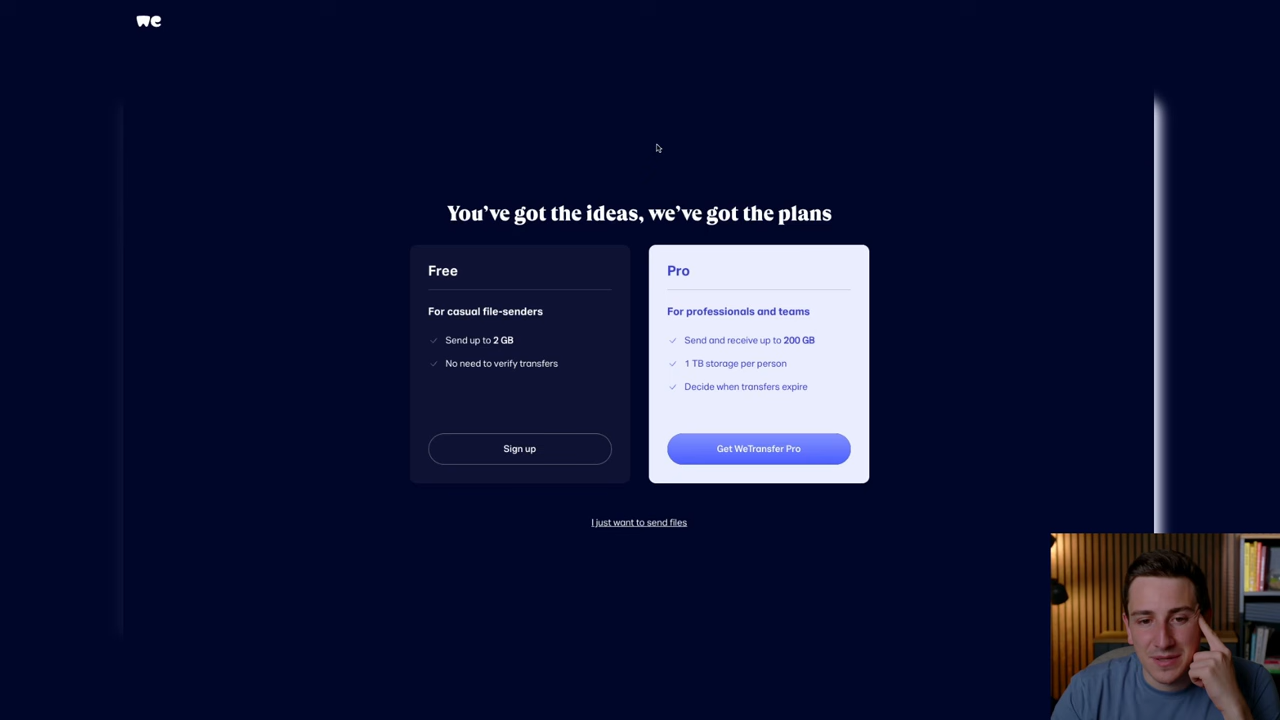 we
You've got the ideas, we've got the plans
Free
For casual file-senders
Send up to 2 GB
No need to verify transfers
Sign up
Pro
For professionals and teams
Send and receive up to 200 GB
1 TB storage per person
Decide when transfers expire
Get WeTransfer Pro
I just want to send files